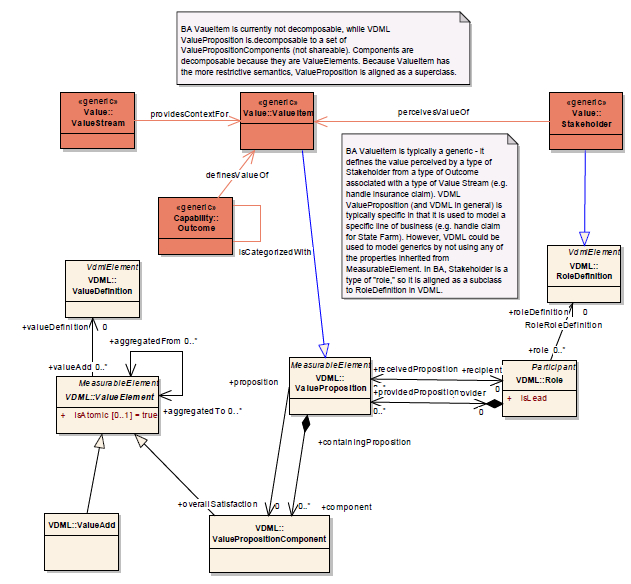 BA VaueItem is currently not decomposable, while VDML
ValueProposition is.decomposable to a set of
ValuePropositionComponents (not shareable). Components are
decomposable because they are ValueElements. Because ValueItem has
the more restrictive semantics, ValueProposition is aligned as a superclass.
«generic»
Value::
ValueStream
providesContextFor
«generic»
Value::ValueItem
perceivesValueOf
«generic»
Value::
Stakeholder
BA ValueItem is typically a generic - it
defines the value perceived by a type of
Stakeholder from a type of Outcome
associated with a type of Value Stream (e.g.
handle insurance claim). VDML
ValueProposition (and VDML in general) is
typically specific in that it is used to model a
specific line of business (e.g. handle claim
for State Farm). However, VDML could be
used to model generics by not using any of
the properties inherited from
MeasurableElement. In BA, Stakeholder is a
type of "role," so it is aligned as a subclass
to RoleDefinition in VDML.
definesValueOf
«generic»
Capability::
Outcome
isCategorizedWith
VdmlElement
VDML::
ValueDefinition
VdmlElement
VDML::
RoleDefinition
+valueDefinition 0
+roleDefinition 0
RoleRoleDefinition
+aggregatedFrom 0..*
+role 0..*
+valueAdd 0..*
MeasurableElement
VDML::ValueElement
+ isAtomic [0..1] = true
+aggregatedTo 0..*
+proposition
MeasurableElement
VDML::
ValueProposition
+receivedProposition
+recipient
0..*
0
+providedProposition
ovider
0..*
0
Participant
VDML::Role
+ isLead
+containingProposition
+overallSatisfaction
0
0..*
+component
VDML::ValueAdd
VDML::
ValuePropositionComponent